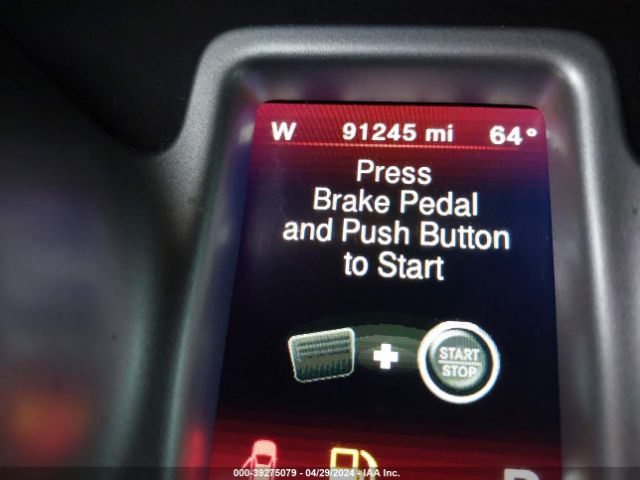 W 91245 mi 64°
Press
Brake Pedal
and Push Button
to Start
START
STOP
000-39275079 - 04/29/2024 - IAA Inc.